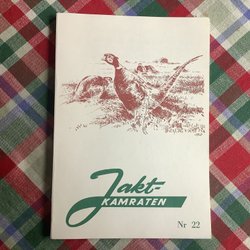 Jakt-
KAMRATEN
Nr 22